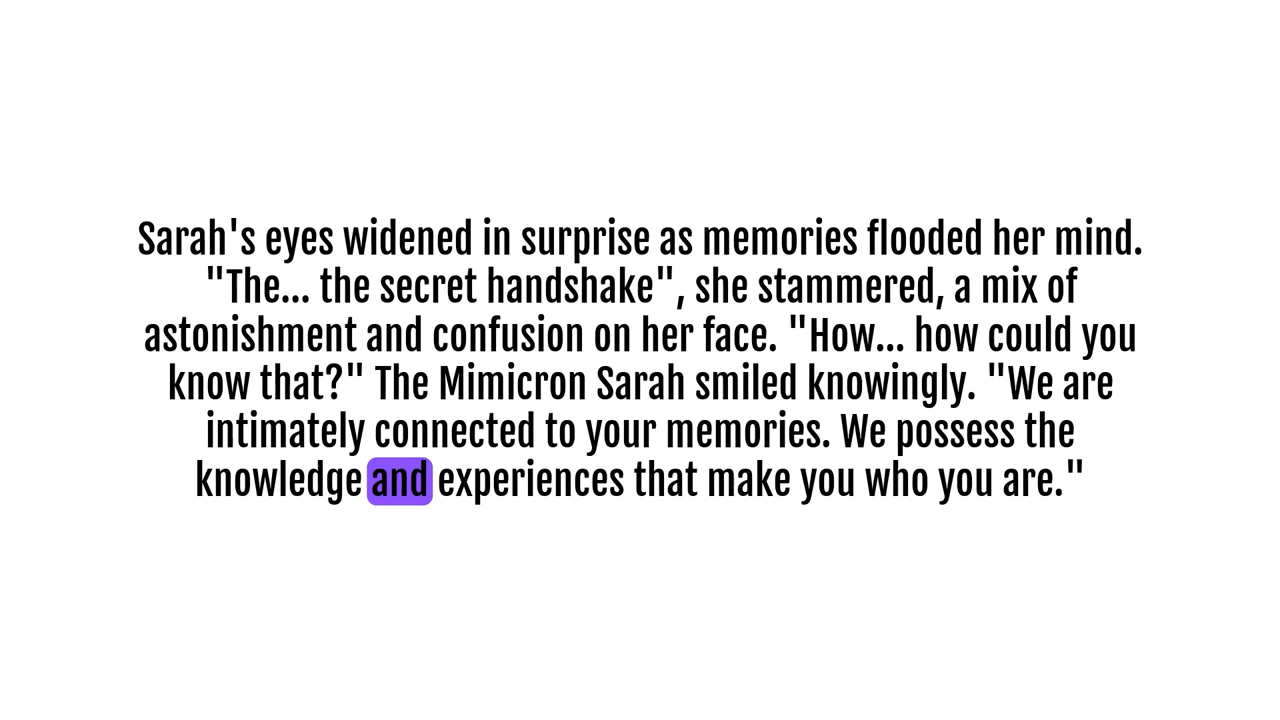 Sarah's eyes widened in surprise as memories flooded her mind.
"The... the secret handshake", she stammered, a mix of
astonishment and confusion on her face. "How... how could you
know that?" The Mimicron Sarah smiled knowingly. "We are
intimately connected to your memories. We possess the
knowledge and experiences that make you who you are."